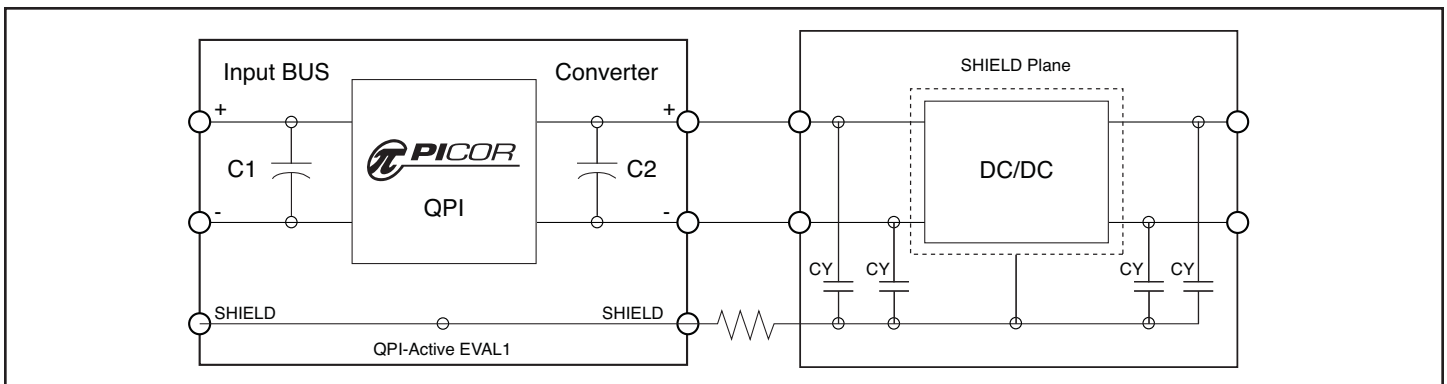 Input BUS
Converter
SHIELD Plane
+
+
C1
PICOR
QPI
C2
DC/DC
-
-
CY
CY
CY
CY
SHIELD
SHIELD
QPI-Active EVAL1